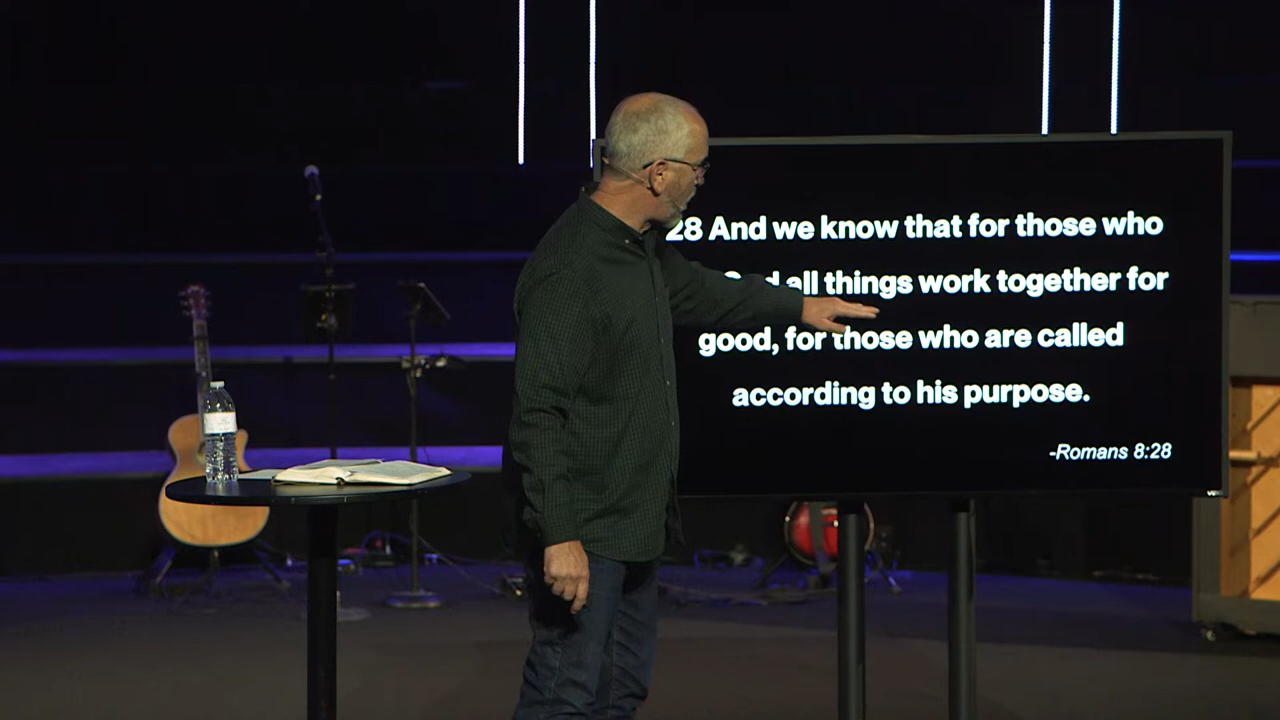 28 And we know that for those who
God all things work together for
good, for those who are called
according to his purpose.
-Romans 8:28